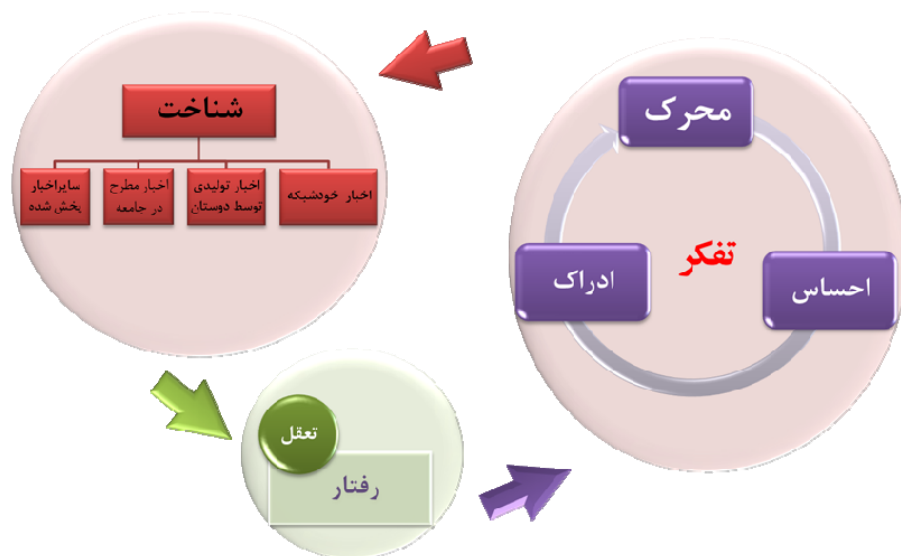 محرک
احساس
ادراک
تفکر
شناخت
اخبار خودشبکه
اخبار تولیدی
توسط دوستان
اخبار مطرح
در جامعه
سایراخبار
پخش شده
تعقل
رفتار